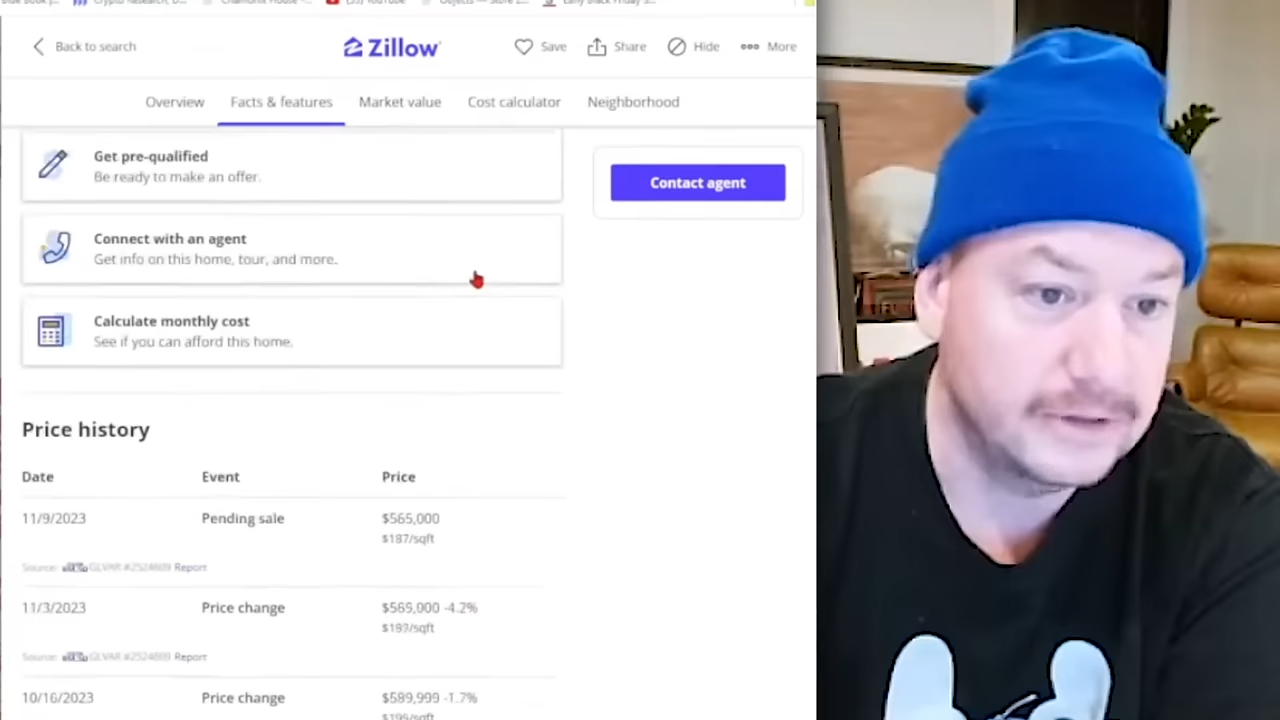 Back to search
Zillow
Save
Share
Hide
More
Overview
Facts & features
Market value
Cost calculator
Neighborhood
Get pre-qualified
Be ready to make an offer.
Contact agent
Connect with an agent
Get info on this home, tour, and more.
Calculate monthly cost
See if you can afford this home.
Price history
Date Event Price
11/9/2023 Pending sale $565,000
$187/sqft
Source: GLVAR Report
11/3/2023 Price change -4.2%
Source: GLVAR Report
10/16/2023 Price change $589,999 -1.7%